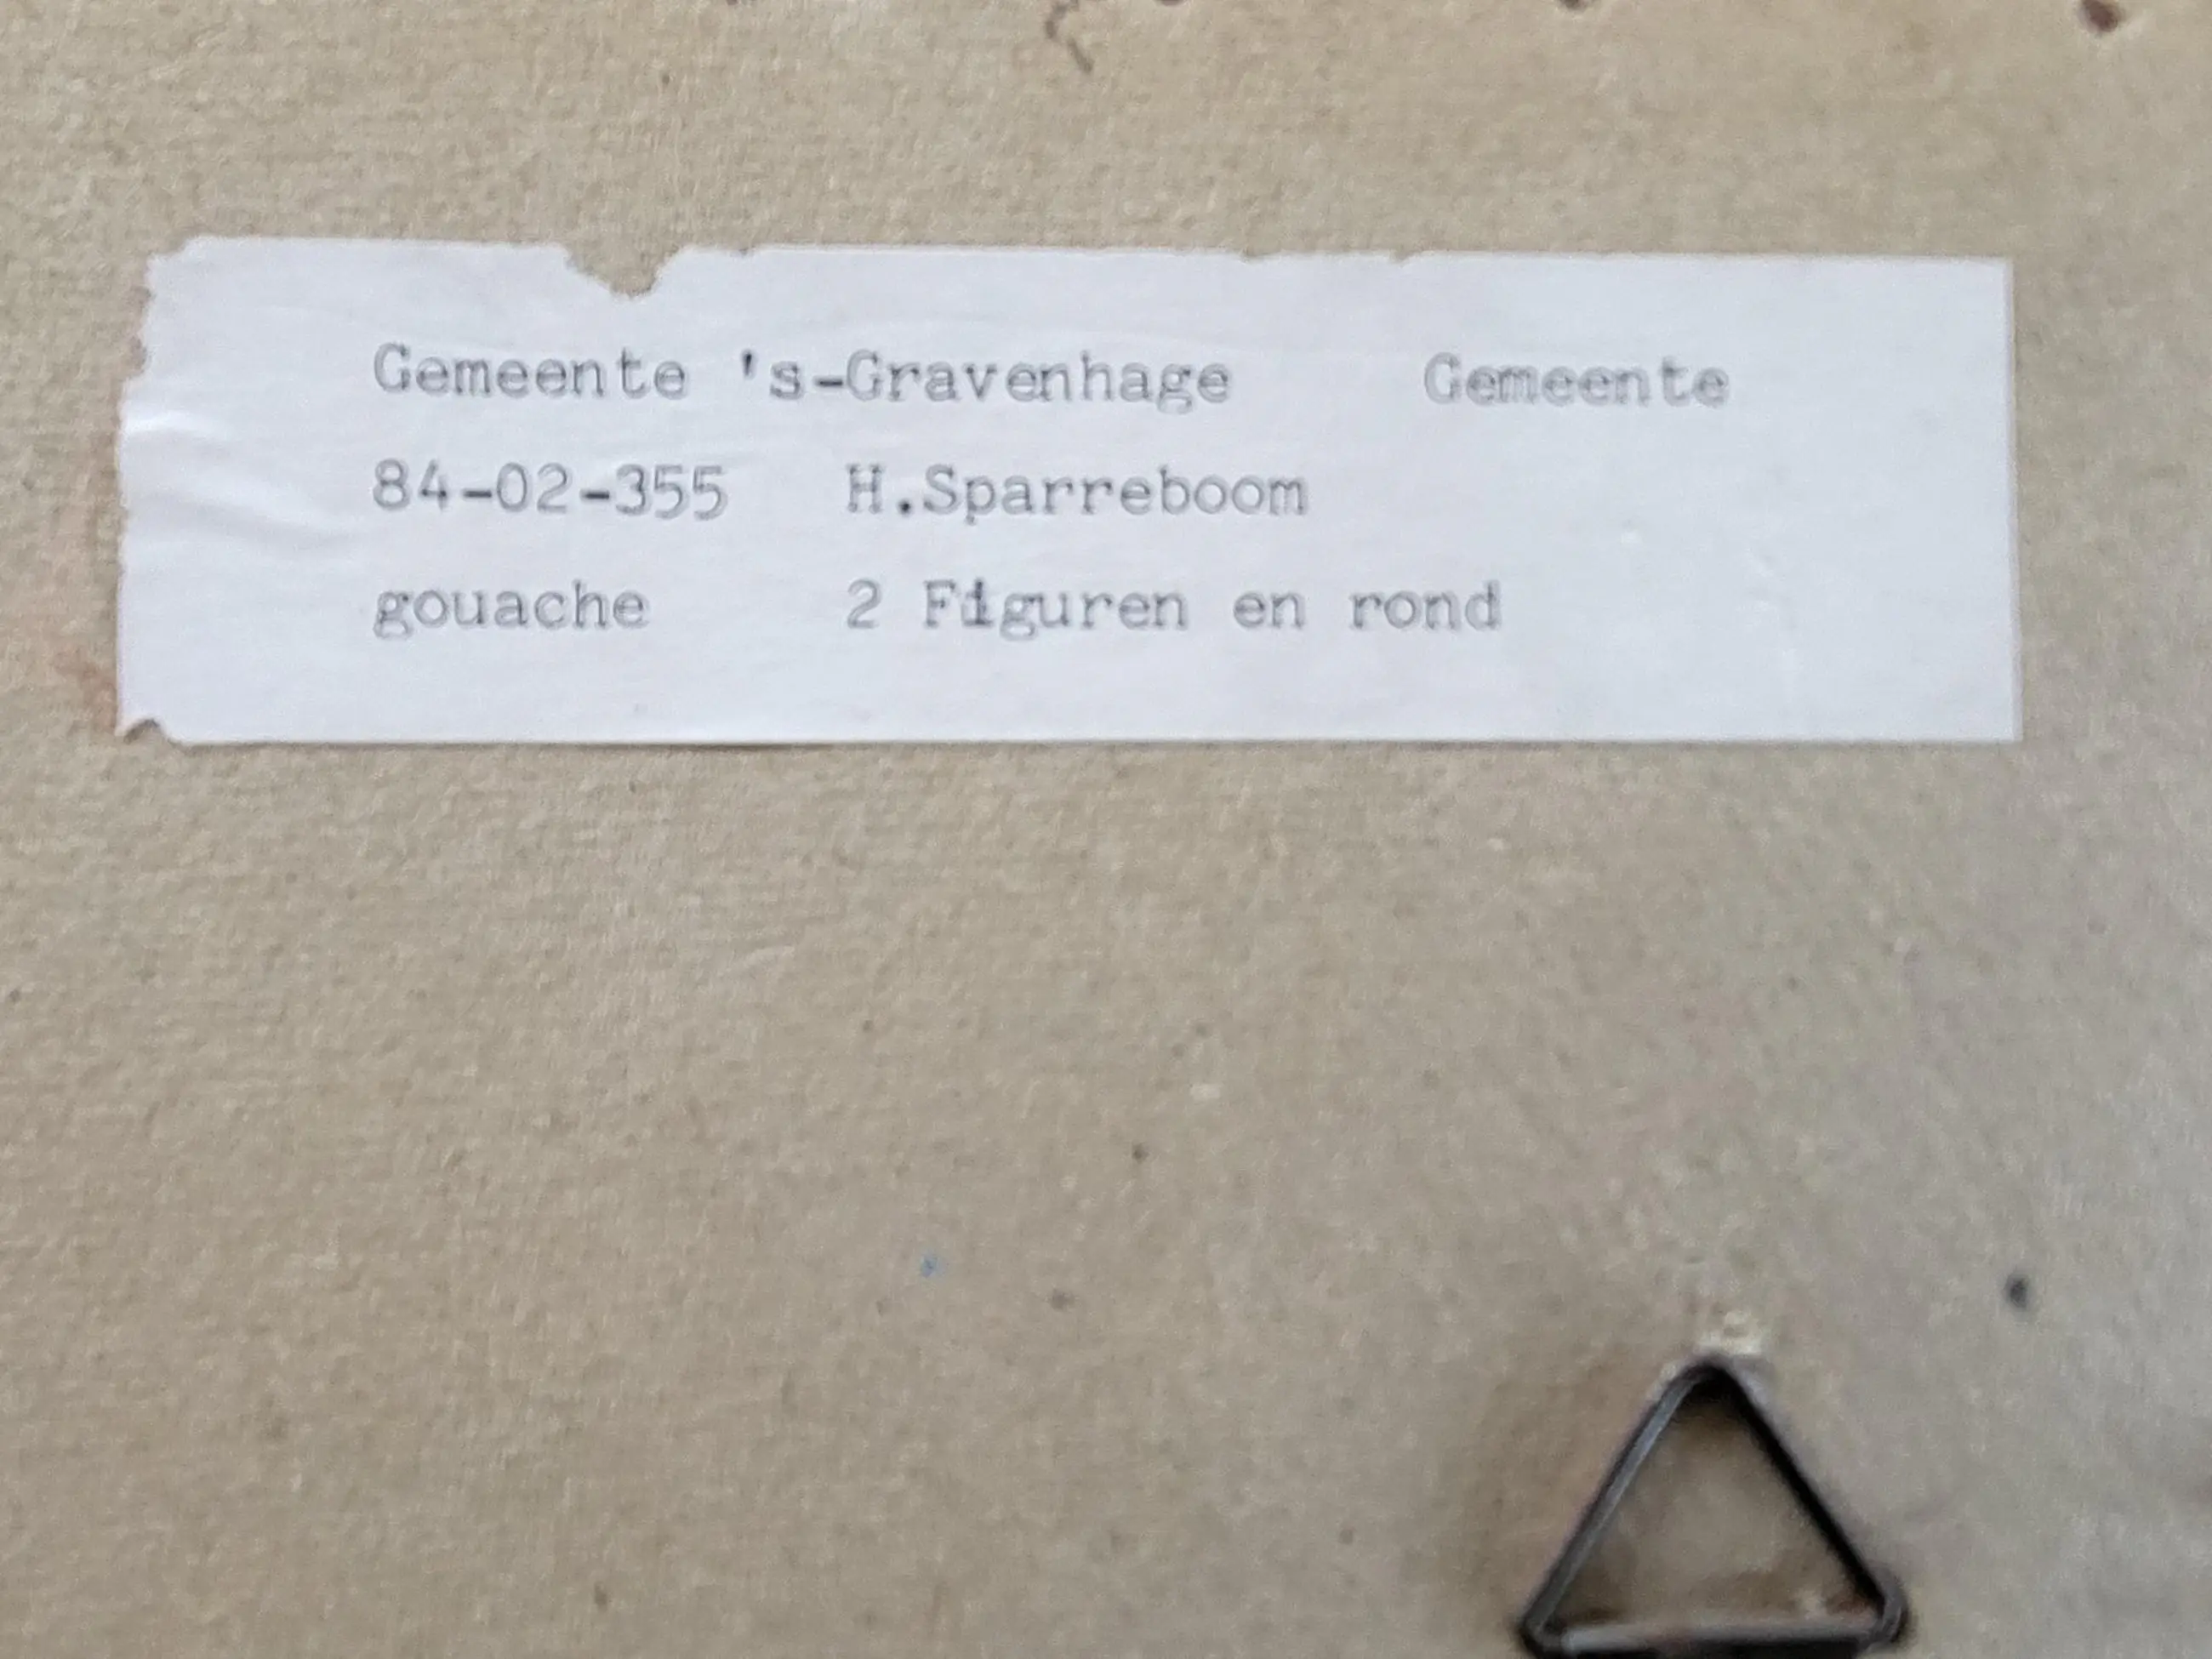 Gemeente 's-Gravenhage Gemeente
84-02-355 H.Sparreboom
gouache 2 Figuren en rond